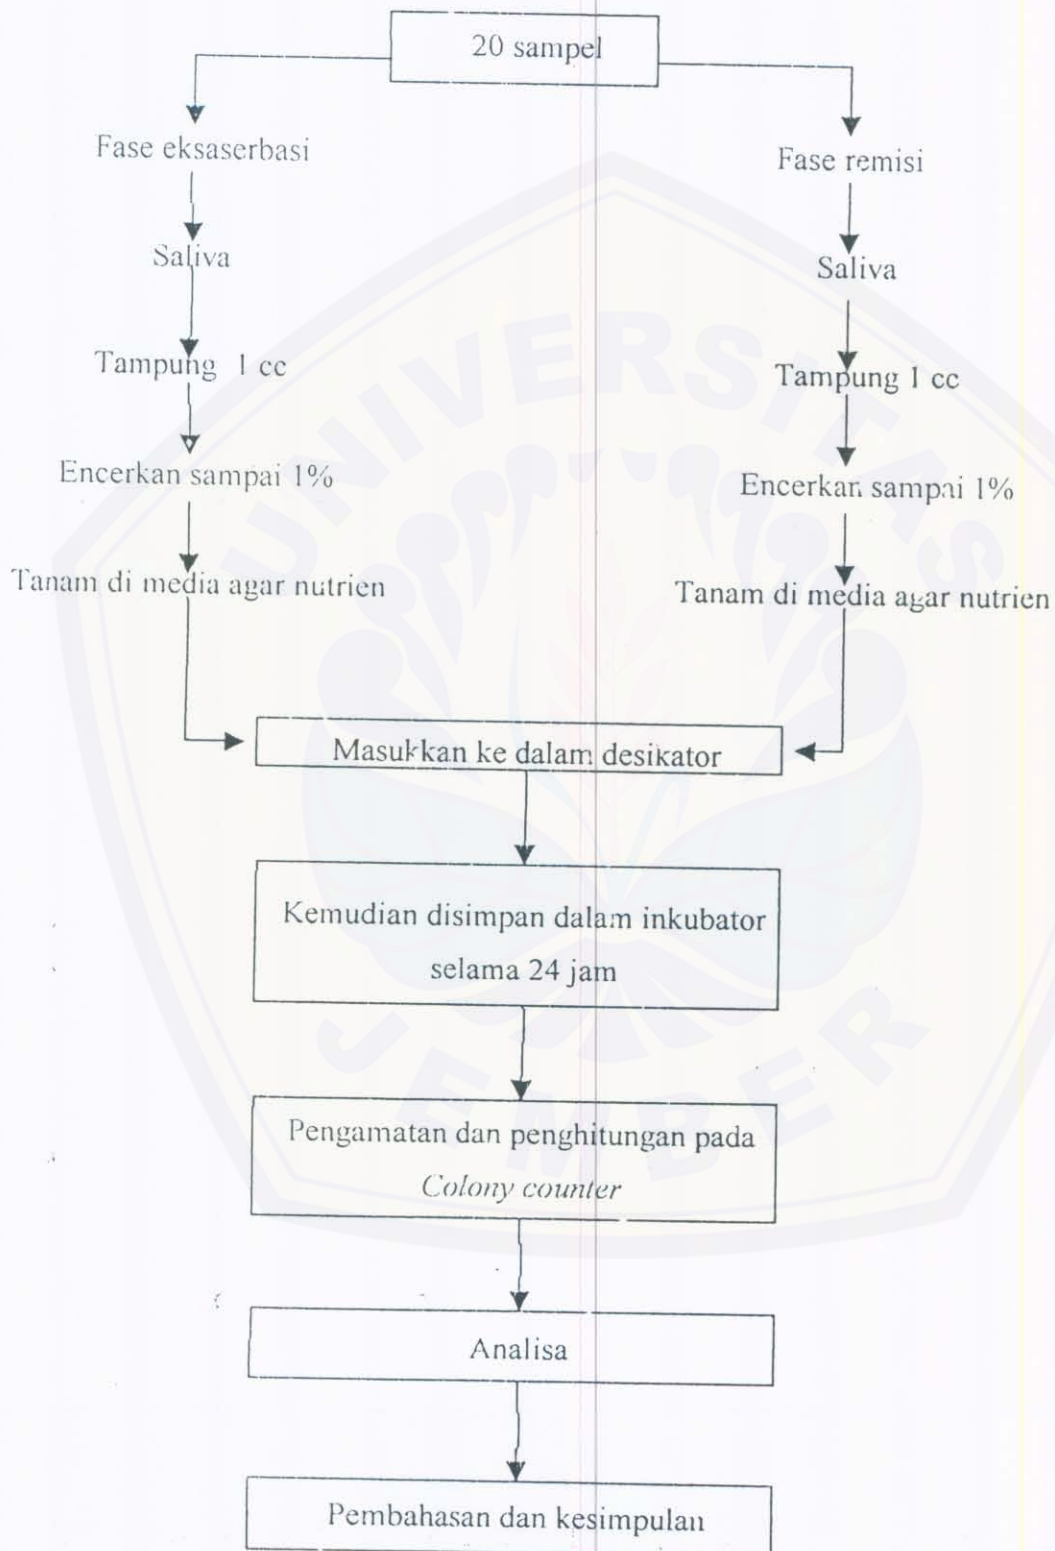 20 sampel
Fase eksaserbasi
Saliva
Tampung 1 cc
Encerkan sampai 1%
Tanam di media agar nutrien
Fase remisi
Saliva
Tampung 1 cc
Encerkan sampai 1%
Tanam di media agar nutrien
Masukkan ke dalam desikator
Kemudian disimpan dalam inkubator
selama 24 jam
Pengamatan dan penghitungan pada
Colony counter
Analisa
Pembahasan dan kesimpulan
UNIVERSITAS
JEMBER